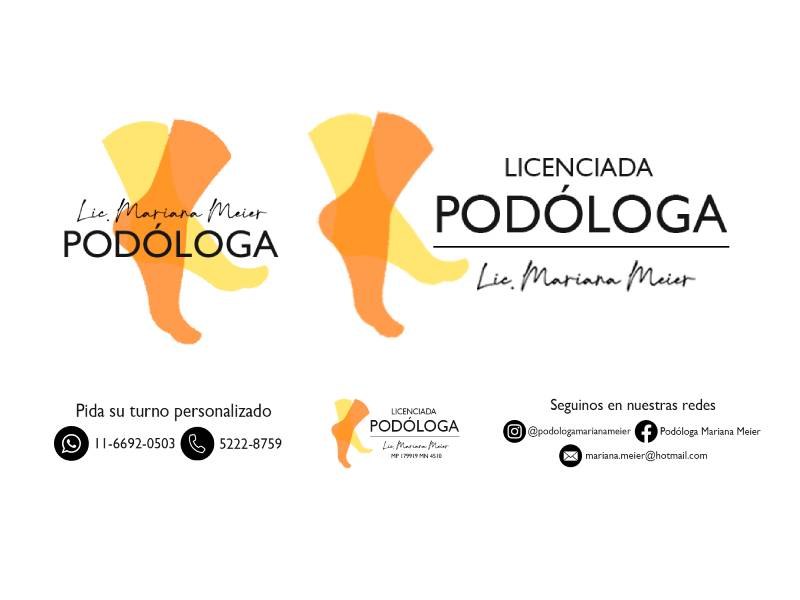 Lic. Mariana Meier
PODÓLOGA
LICENCIADA
PODÓLOGA
Lic. Mariana Meier
Pida su turno personalizado
11-6692-0503 5222-8759
LICENCIADA
PODÓLOGA
Lic. Mariana Meier
MP 179919 MN 4510
Seguinos en nuestras redes
@podologamarianameier Podóloga Mariana Meier
mariana.meier@hotmail.com